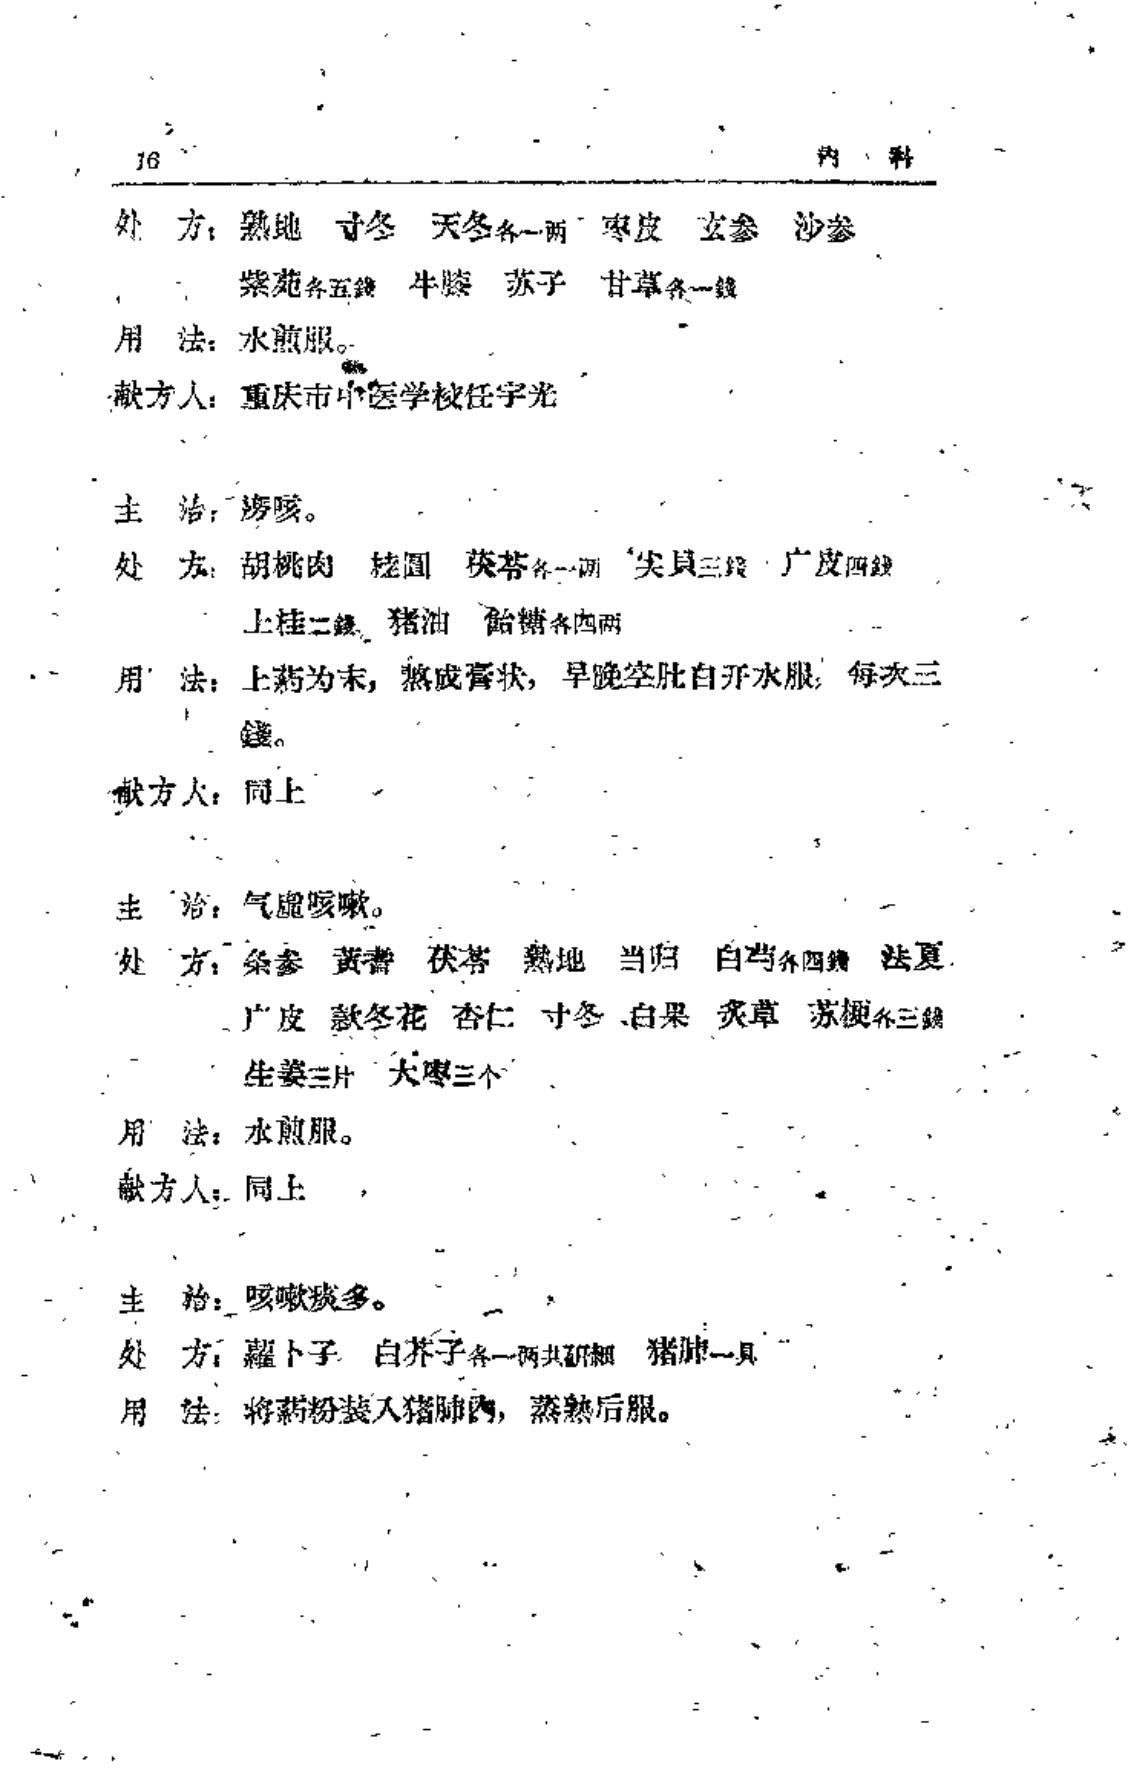 16 内 科
处 方：熟地 寸冬 天冬各一两 枣皮 玄参 沙参
紫苑各五錢 牛膝 苏子 甘草各一錢
用 法：水煎服。
献方人：重庆市中医学校任宇光
主 治：痨咳。
处 方：胡桃肉 桂圓 茯苓各一两 尖貝三錢 广皮四錢
上桂二錢 猪油 飴糖各四两
用 法：上葯为末，熬成膏状，早晚空肚白开水服，每次三
錢。
献方人：同上
主 治：气虛咳嗽。
处 方：条参 黃耆 茯苓 熟地 当归 白芍各四錢 法夏
广皮 欵冬花 杏仁 寸冬 白果 炙草 苏梗各三錢
生姜三片 大枣三个
用 法：水煎服。
献方人：同上
主 治：咳嗽痰多。
处 方：蘿卜子 白芥子各一两共硏細 猪肺一具
用 法：将葯粉装入猪肺內，蒸熟后服。